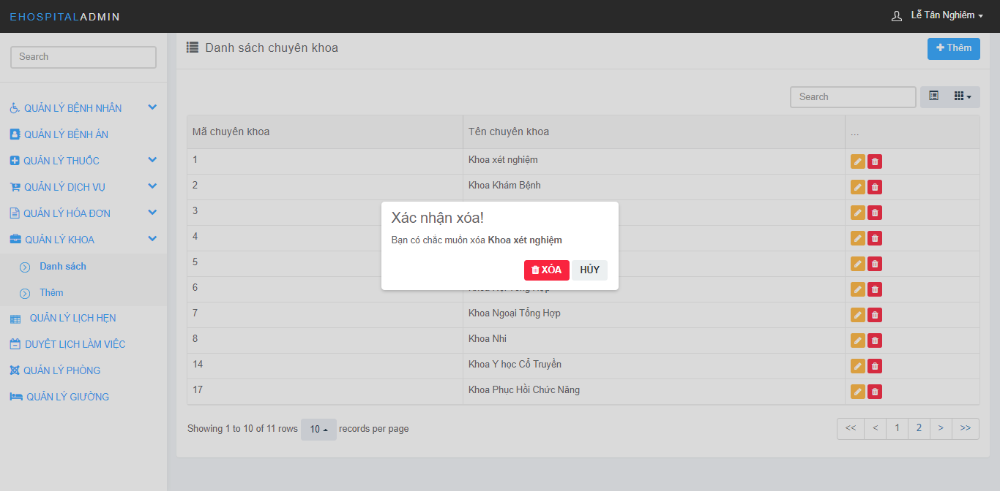 EHOSPITALADMIN
Lễ Tân Nghiêm
Search
Danh sách chuyên khoa
Thêm
QUẢN LÝ BỆNH NHÂN
QUẢN LÝ BỆNH ÁN
QUẢN LÝ THUỐC
QUẢN LÝ DỊCH VỤ
QUẢN LÝ HÓA ĐƠN
QUẢN LÝ KHOA
Danh sách
Thêm
QUẢN LÝ LỊCH HẸN
DUYỆT LỊCH LÀM VIỆC
QUẢN LÝ PHÒNG
QUẢN LÝ GIƯỜNG
Search
Mã chuyên khoa Tên chuyên khoa ...
1 Khoa xét nghiệm
2 Khoa Khám Bệnh
3
4
5
6
7 Khoa Ngoại Tổng Hợp
8 Khoa Nhi
14 Khoa Y học Cổ Truyền
17 Khoa Phục Hồi Chức Năng
Xác nhận xóa!
Bạn có chắc muốn xóa Khoa xét nghiệm
XÓA HỦY
Showing 1 to 10 of 11 rows 10 records per page
<< < 1 2 > >>